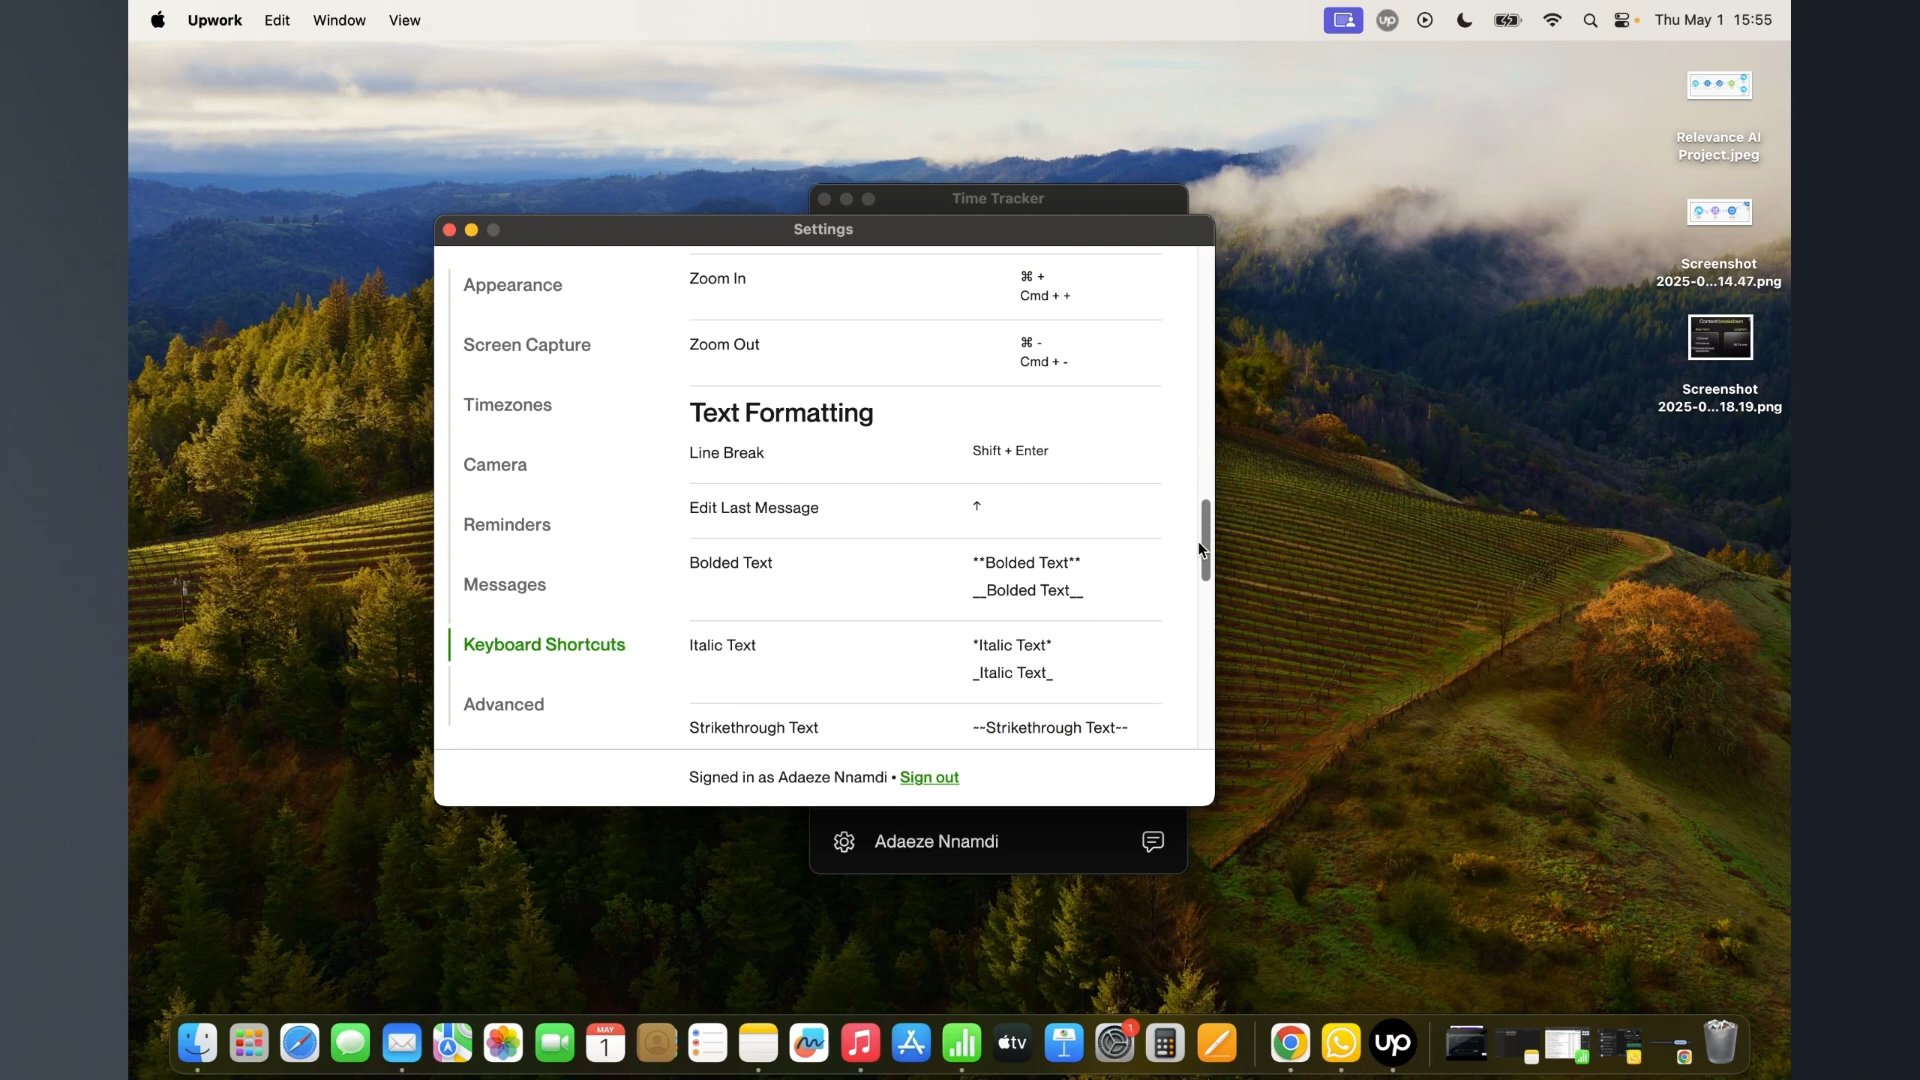 Upwork Edit Window View
up
Thu May 1 15:55
Relevance AI
Project.jpeg
Screenshot
2025-0...14.47.png
Screenshot
2025-0...18.19.png
Time Tracker
Settings
Appearance
Screen Capture
Timezones
Camera
Reminders
Messages
Keyboard Shortcuts
Advanced
Zoom In
⌘ +
Cmd + +
Zoom Out
⌘ -
Cmd + -
Text Formatting
Line Break Shift + Enter
Edit Last Message ↑
Bolded Text **Bolded Text**
__Bolded Text__
Italic Text *Italic Text*
_Italic Text_
Strikethrough Text ~~Strikethrough Text~~
Signed in as Adaeze Nnamdi • Sign out
Adaeze Nnamdi
MAY
1
tv
1
up